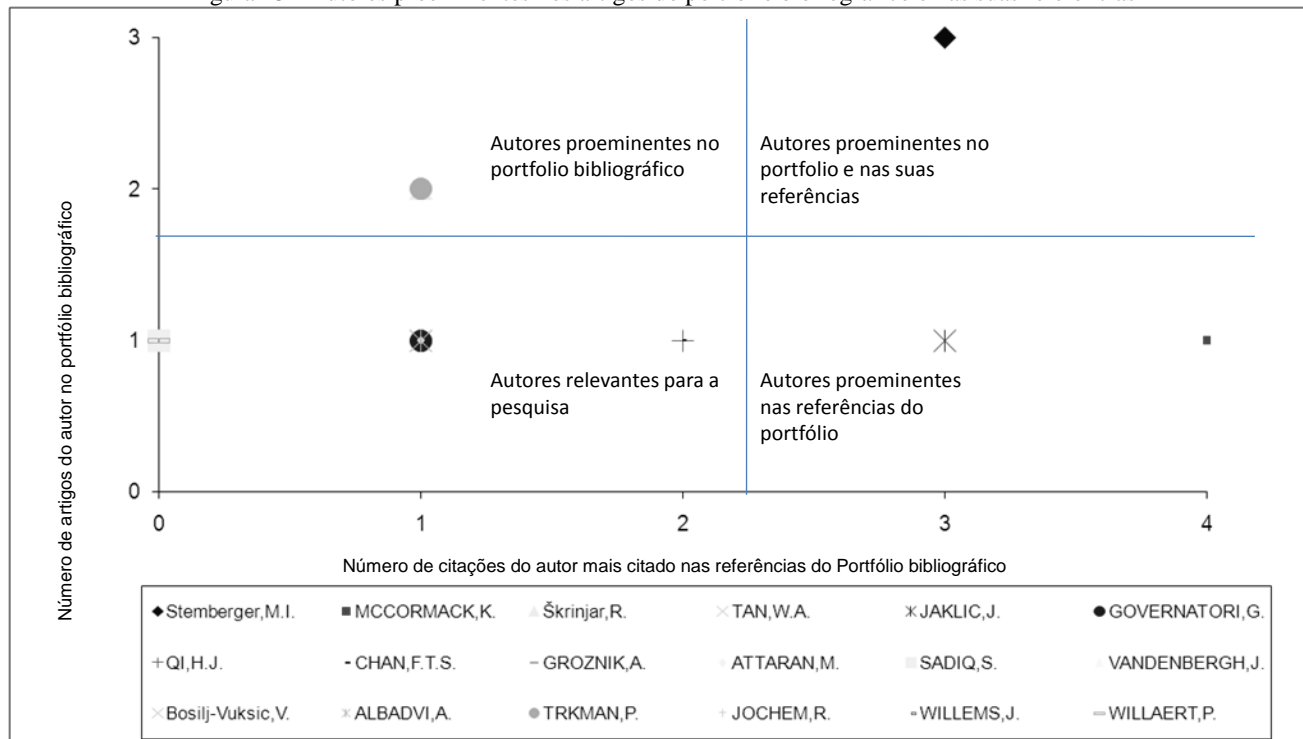 3
2
1
0
0
1
2
3
4
Número de artigos do autor no portfólio bibliográfico
Autores proeminentes no
portfolio bibliográfico
Autores proeminentes no
portfolio e nas suas
referências
Autores relevantes para a
pesquisa
Autores proeminentes
nas referências do
portfólio
Número de citações do autor mais citado nas referências do Portfólio bibliográfico
Stemberger,M.I. MCCORMACK,K. Škrinjar,R. TAN,W.A. JAKLIC,J. GOVERNATORI,G.
QI,H.J. CHAN,F.T.S. GROZNIK,A. ATTARAN,M. SADIQ,S. VANDENBERGH,J.
Bosilj-Vuksic,V. ALBADVI,A. TRKMAN,P. JOCHEM,R. WILLEMS,J. WILLAERT,P.